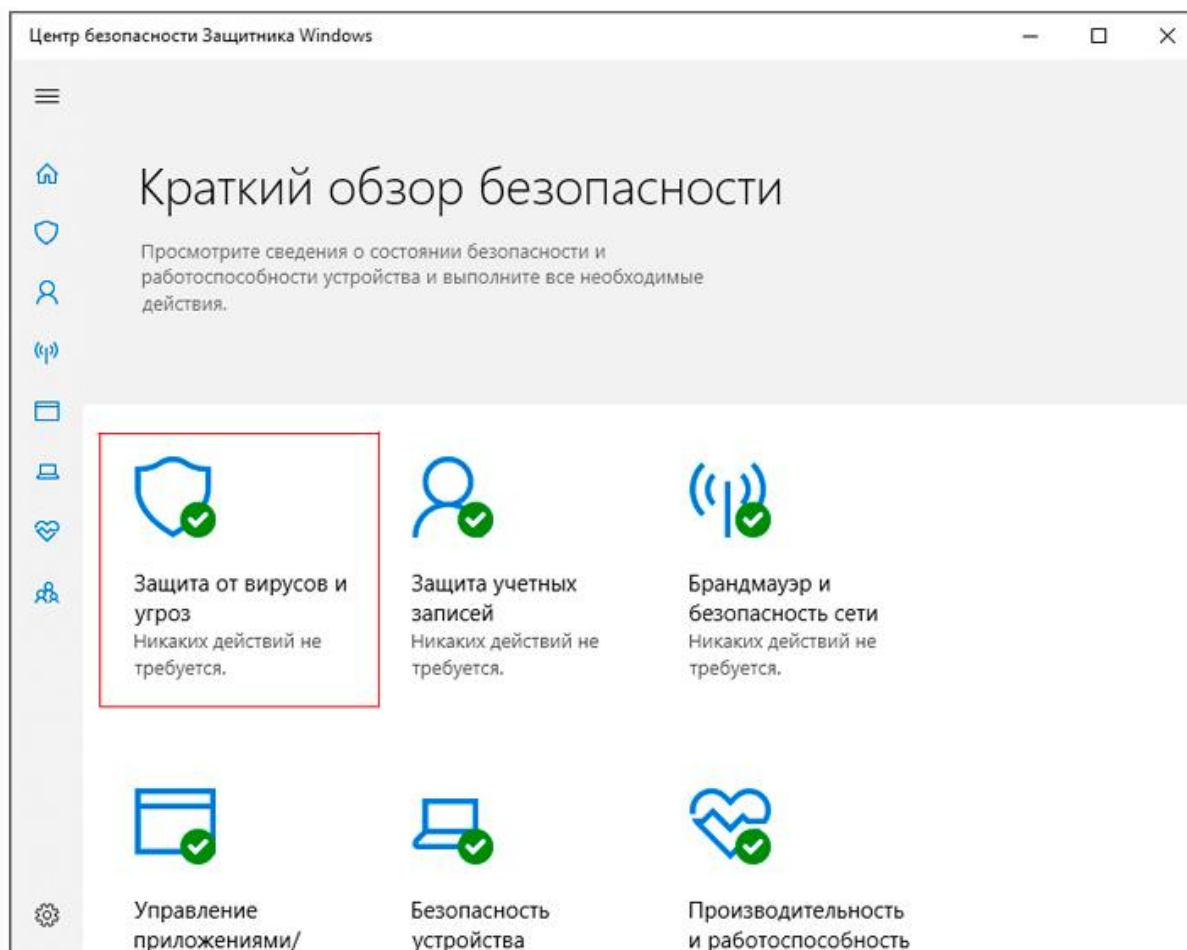 Центр безопасности Защитника Windows
Краткий обзор безопасности
Просмотрите сведения о состоянии безопасности и
работоспособности устройства и выполните все необходимые
действия.
Защита от вирусов и
угроз
Никаких действий не
требуется.
Защита учетных
записей
Никаких действий не
требуется.
Брандмауэр и
безопасность сети
Никаких действий не
требуется.
Управление
приложениями/
Безопасность
устройства
Производительность
и работоспособность